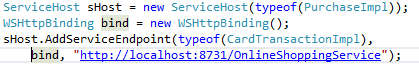 ServiceHost sHost = new ServiceHost(typeof(PurchaseImpl));
WSHttpBinding bind = new WSHttpBinding();
sHost.AddServiceEndpoint(typeof(CardTransactionImpl),
bind, "http://localhost:8731/OnlineShoppingService");